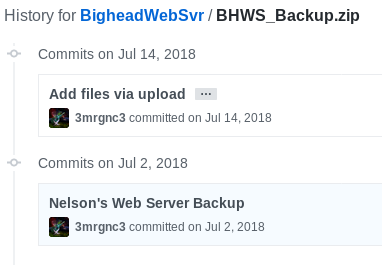 History for BigheadWebSvr / BHWS_Backup.zip
Commits on Jul 14, 2018
Add files via upload ...
3mrgnc3 committed on Jul 14, 2018
Commits on Jul 2, 2018
Nelson's Web Server Backup
3mrgnc3 committed on Jul 2, 2018